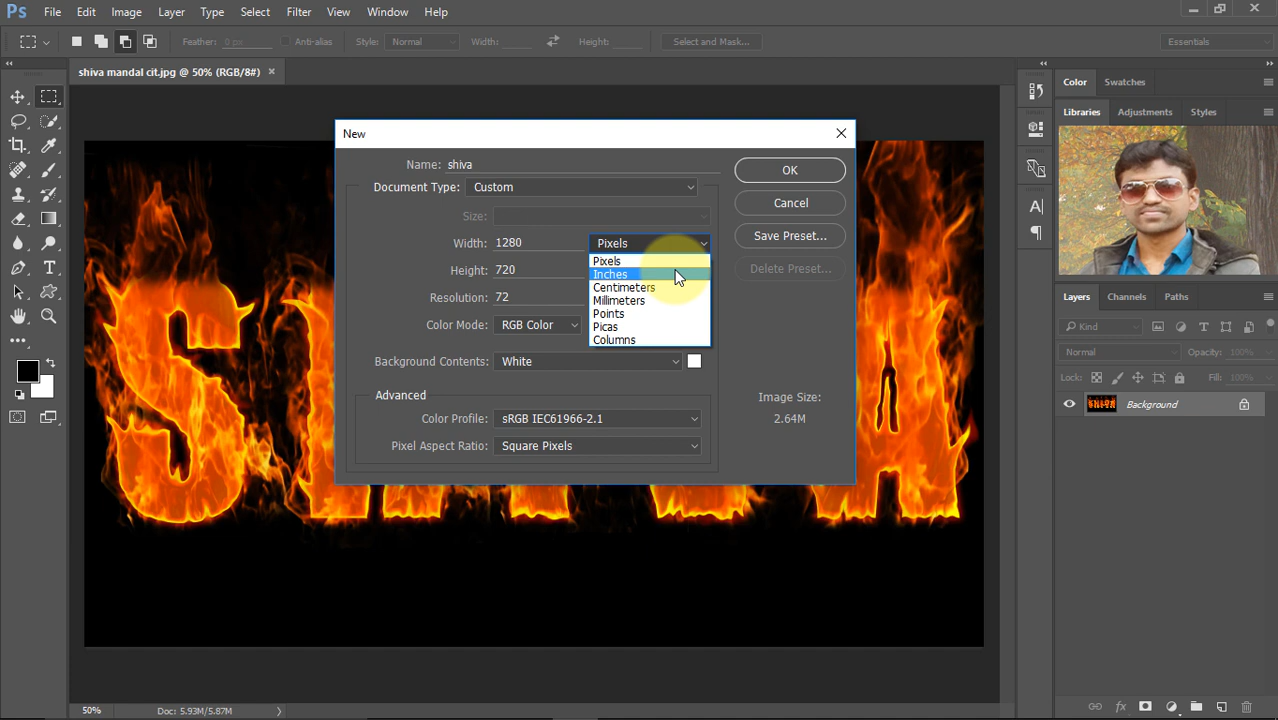 Ps File Edit Image Layer Type Select Filter View Window Help
Feather: 0 px Anti-alias Style: Normal Width: Height: Select and Mask... Essentials
shiva mandal cit.jpg @ 50% (RGB/8#) ×
Color Swatches
Libraries Adjustments Styles
New
Name: shiva
OK
Document Type: Custom
Cancel
Size:
Width: 1280 Pixels
Save Preset...
Pixels
Height: 720
Inches
Delete Preset...
Centimeters
Resolution: 72
Millimeters
Points
Color Mode: RGB Color
Picas
Columns
Background Contents: White
Advanced
Image Size:
Color Profile: sRGB IEC61966-2.1
2.64M
Pixel Aspect Ratio: Square Pixels
Layers Channels Paths
Kind
Normal Opacity: 100%
Lock: Fill: 100%
Background
50% Doc: 5.93M/5.87M